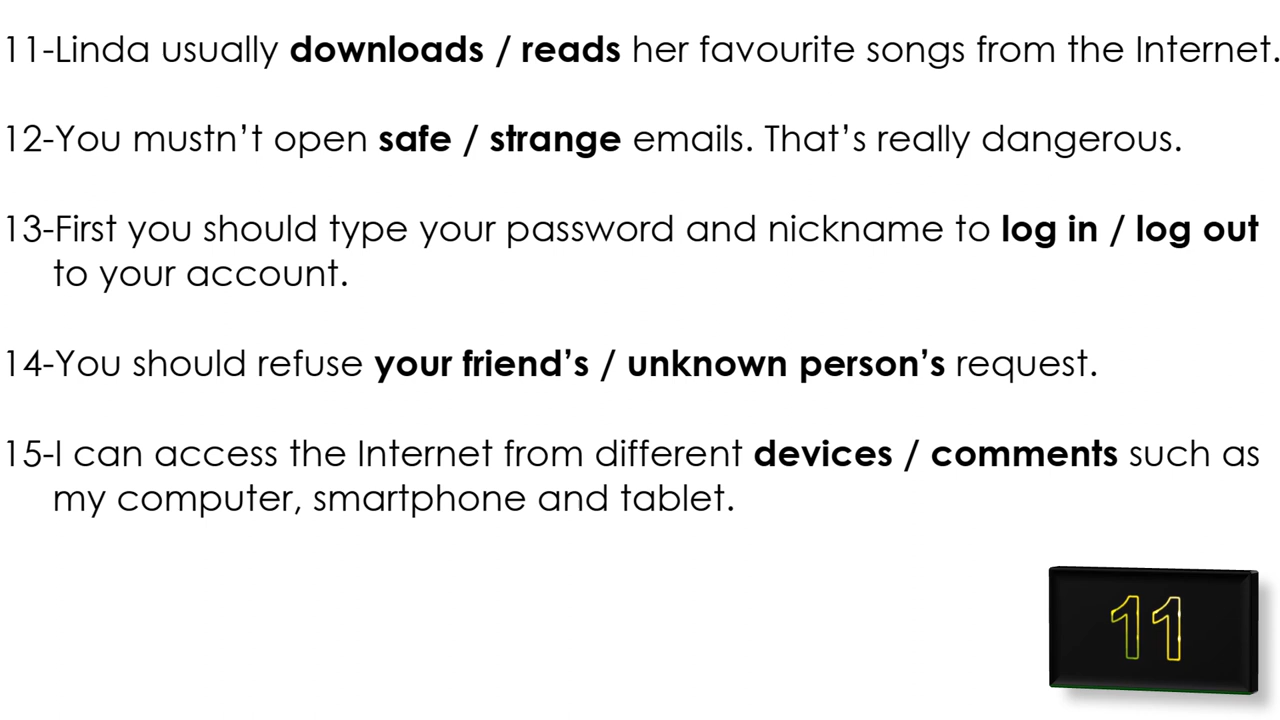 11-Linda usually downloads / reads her favourite songs from the Internet.
12-You mustn’t open safe / strange emails. That’s really dangerous.
13-First you should type your password and nickname to log in / log out
to your account.
14-You should refuse your friend’s / unknown person’s request.
15-I can access the Internet from different devices / comments such as
my computer, smartphone and tablet.
11